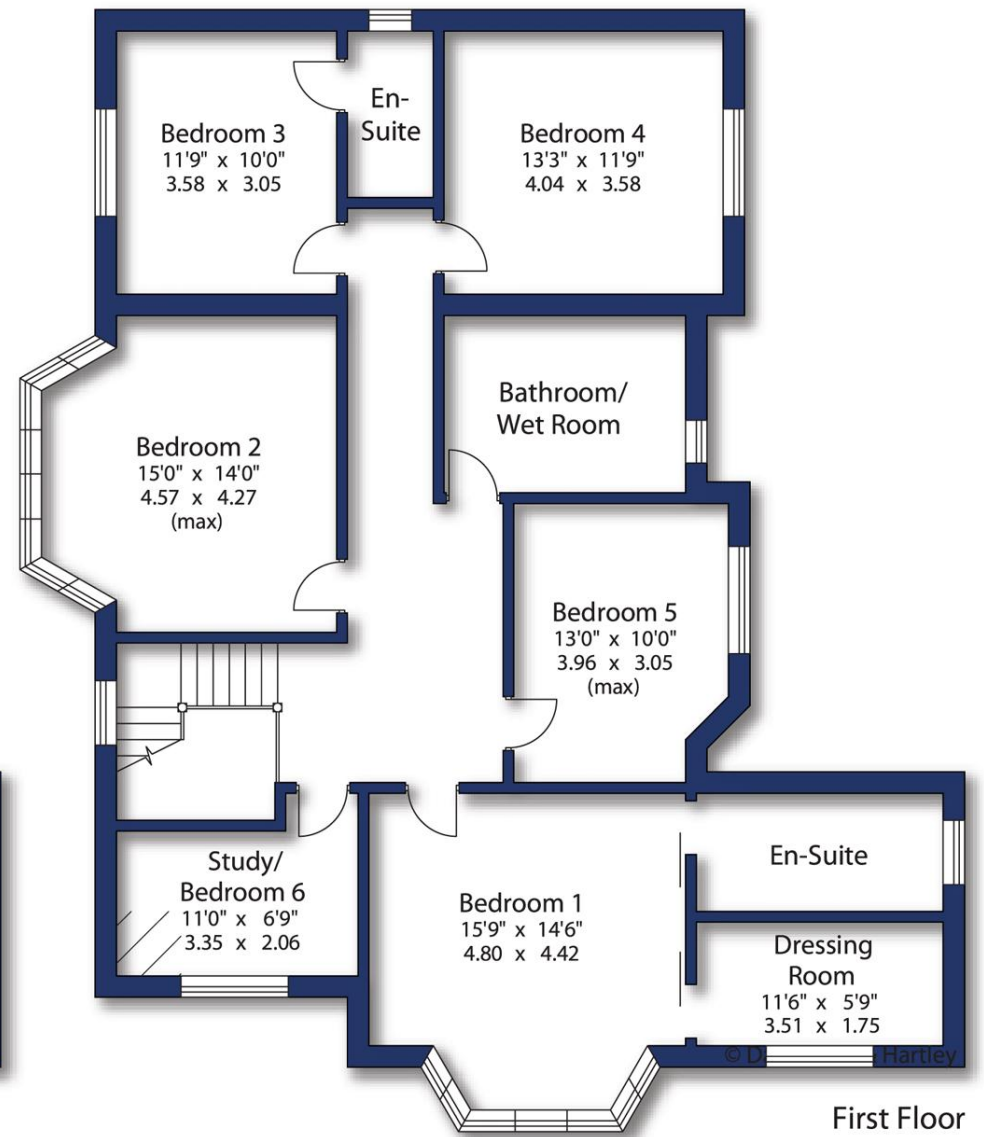 Bedroom 3
11'9" x 10'0"
3.58 x 3.05
En-
Suite
Bedroom 4
13'3" x 11'9"
4.04 x 3.58
Bedroom 2
15'0" x 14'0"
4.57 x 4.27
(max)
Bathroom/
Wet Room
Bedroom 5
13'0" x 10'0"
3.96 x 3.05
(max)
Study/
Bedroom 6
11'0" x 6'9"
3.35 x 2.06
Bedroom 1
15'9" x 14'6"
4.80 x 4.42
En-Suite
Dressing
Room
11'6" x 5'9"
3.51 x 1.75
© Hartley
First Floor